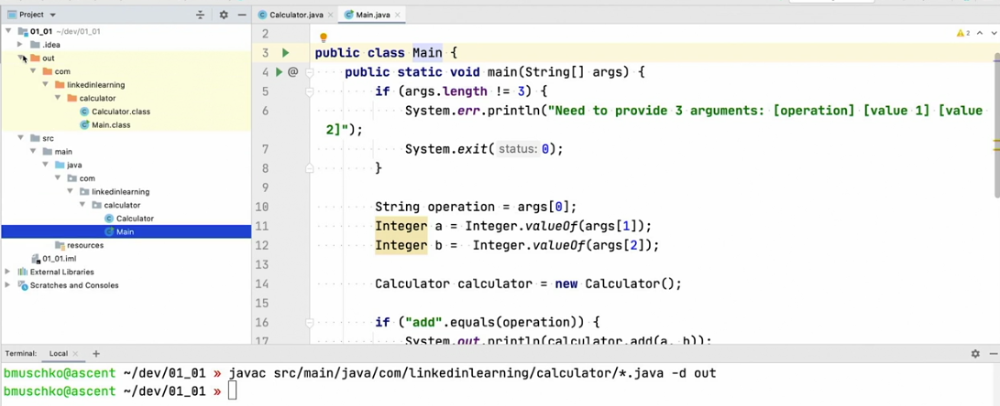 Project
01_01 ~/dev/01_01
.idea
out
com
linkedinlearning
calculator
Calculator.class
Main.class
src
main
java
com
linkedinlearning
calculator
Calculator
Main
resources
01_01.iml
External Libraries
Scratches and Consoles
Calculator.java
Main.java
2
2
3 public class Main {
4 @ public static void main(String[] args) {
5 if (args.length != 3) {
6 System.err.println("Need to provide 3 arguments: [operation] [value 1] [value
2]");
7 System.exit( status: 0);
8 }
9
10 String operation = args[0];
11 Integer a = Integer.valueOf(args[1]);
12 Integer b =  Integer.valueOf(args[2]);
13
14 Calculator calculator = new Calculator();
15
16 if ("add".equals(operation)) {
17 System.out.println(calculator.add(a, b));
Terminal: Local +
bmuschko@ascent ~/dev/01_01 » javac src/main/java/com/linkedinlearning/calculator/*.java -d out
bmuschko@ascent ~/dev/01_01 »